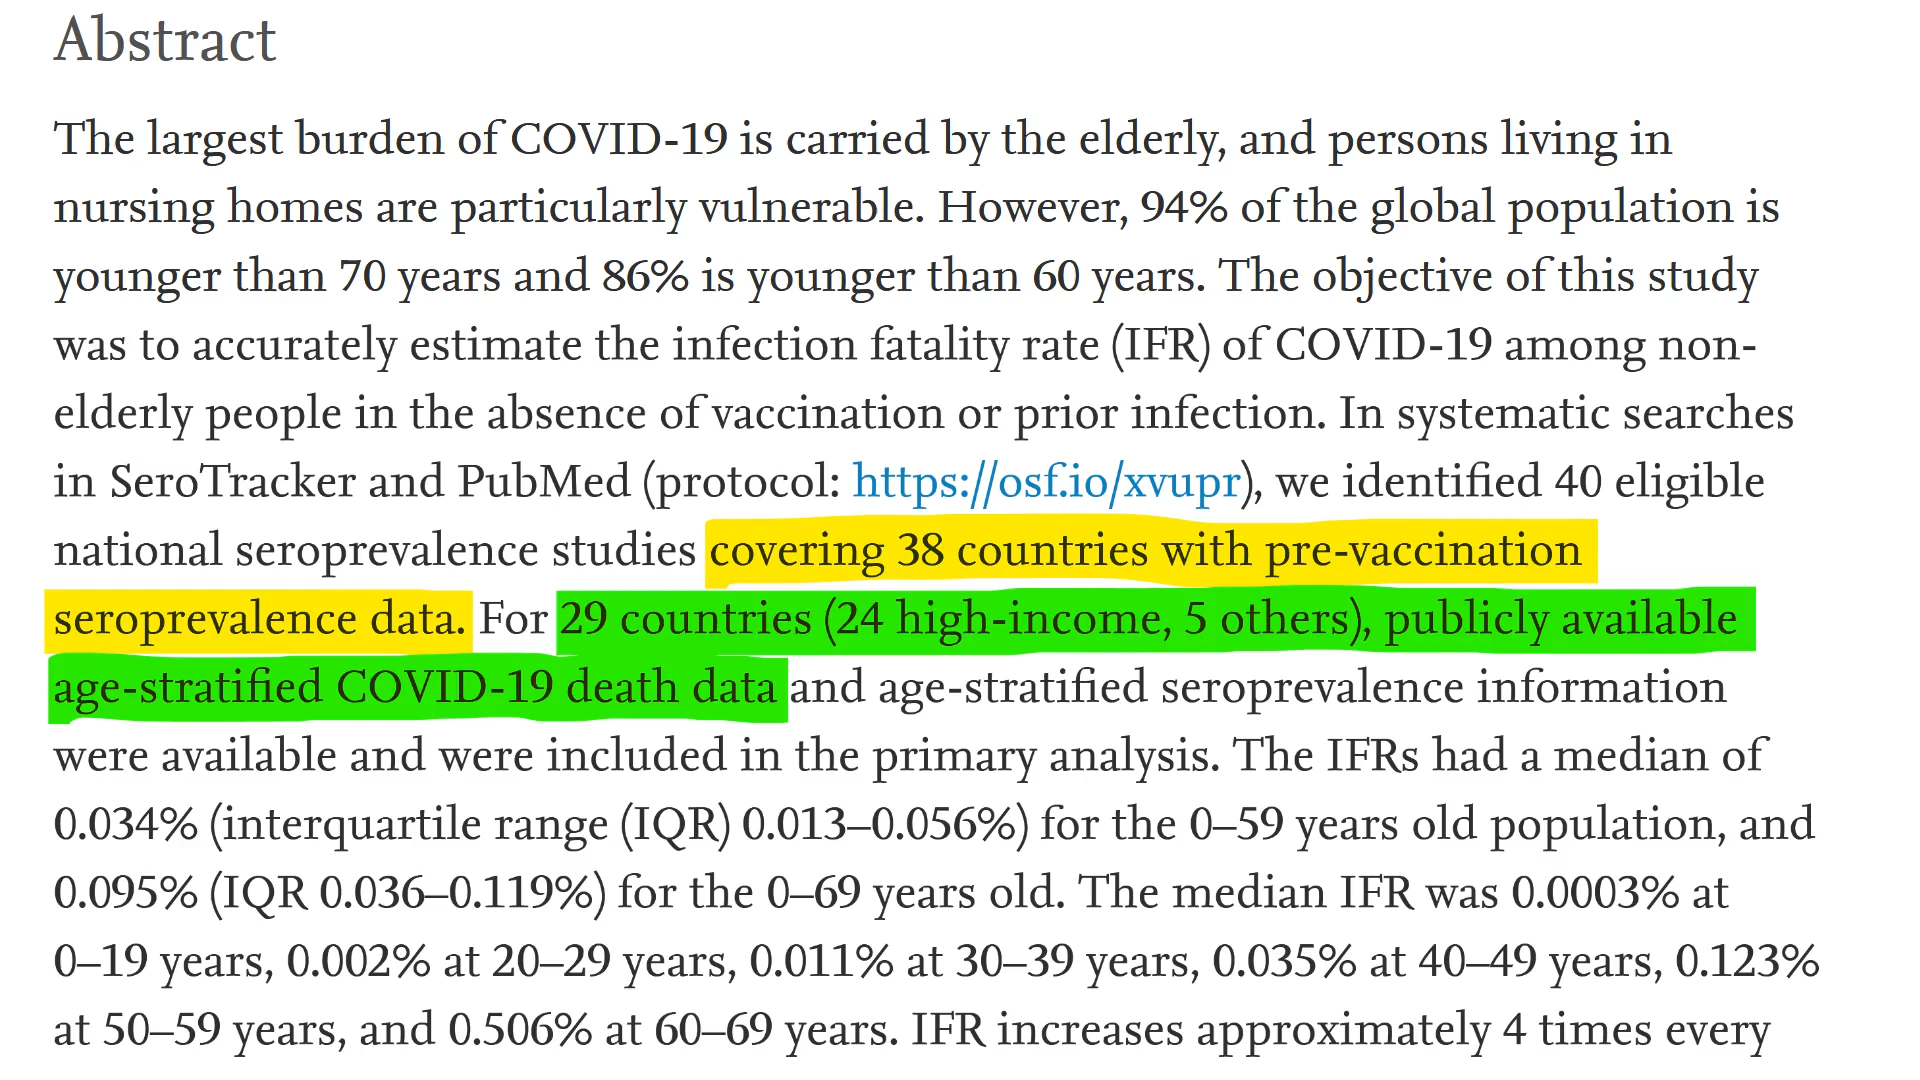 Abstract
The largest burden of COVID-19 is carried by the elderly, and persons living in
nursing homes are particularly vulnerable. However, 94% of the global population is
younger than 70 years and 86% is younger than 60 years. The objective of this study
was to accurately estimate the infection fatality rate (IFR) of COVID-19 among non-
elderly people in the absence of vaccination or prior infection. In systematic searches
in SeroTracker and PubMed (protocol: https://osf.io/xvupr), we identified 40 eligible
national seroprevalence studies covering 38 countries with pre-vaccination
seroprevalence data. For 29 countries (24 high-income, 5 others), publicly available
age-stratified COVID-19 death data and age-stratified seroprevalence information
were available and were included in the primary analysis. The IFRs had a median of
0.034% (interquartile range (IQR) 0.013–0.056%) for the 0–59 years old population, and
0.095% (IQR 0.036–0.119%) for the 0–69 years old. The median IFR was 0.0003% at
0–19 years, 0.002% at 20–29 years, 0.011% at 30–39 years, 0.035% at 40–49 years, 0.123%
at 50–59 years, and 0.506% at 60–69 years. IFR increases approximately 4 times every